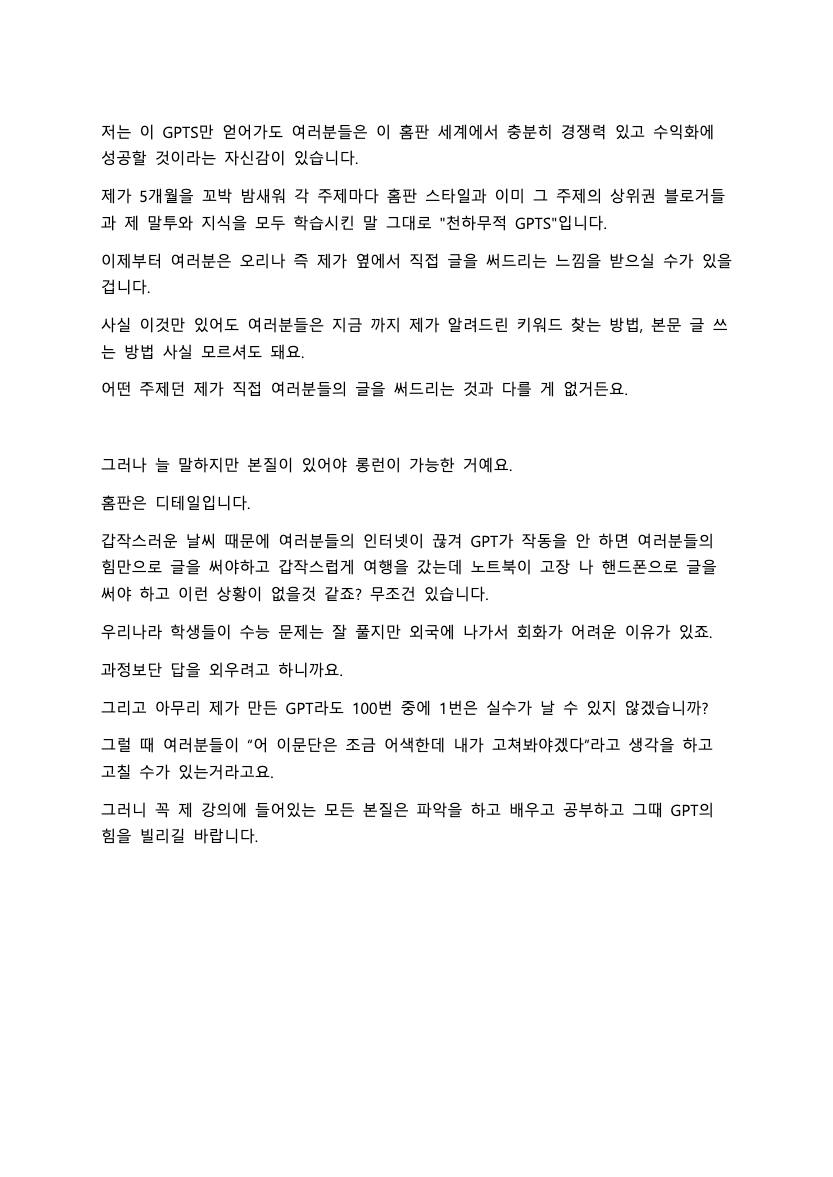 저는 이 GPTS만 얻어가도 여러분들은 이 홈판 세계에서 충분히 경쟁력 있고 수익화에
성공할 것이라는 자신감이 있습니다.
제가 5개월을 꼬박 밤새워 각 주제마다 홈판 스타일과 이미 그 주제의 상위권 블로거들
과 제 말투와 지식을 모두 학습시킨 말 그대로 "천하무적 GPTS"입니다.
이제부터 여러분은 오리나 즉 제가 옆에서 직접 글을 써드리는 느낌을 받으실 수가 있을
겁니다.
사실 이것만 있어도 여러분들은 지금 까지 제가 알려드린 키워드 찾는 방법, 본문 글 쓰
는 방법 사실 모르셔도 돼요.
어떤 주제던 제가 직접 여러분들의 글을 써드리는 것과 다를 게 없거든요.
그러나 늘 말하지만 본질이 있어야 롱런이 가능한 거예요.
홈판은 디테일입니다.
갑작스러운 날씨 때문에 여러분들의 인터넷이 끊겨 GPT가 작동을 안 하면 여러분들의
힘만으로 글을 써야하고 갑작스럽게 여행을 갔는데 노트북이 고장 나 핸드폰으로 글을
써야 하고 이런 상황이 없을것 같죠? 무조건 있습니다.
우리나라 학생들이 수능 문제는 잘 풀지만 외국에 나가서 회화가 어려운 이유가 있죠.
과정보단 답을 외우려고 하니까요.
그리고 아무리 제가 만든 GPT라도 100번 중에 1번은 실수가 날 수 있지 않겠습니까?
그럴 때 여러분들이 “어 이문단은 조금 어색한데 내가 고쳐봐야겠다”라고 생각을 하고
고칠 수가 있는거라고요.
그러니 꼭 제 강의에 들어있는 모든 본질은 파악을 하고 배우고 공부하고 그때 GPT의
힘을 빌리길 바랍니다.